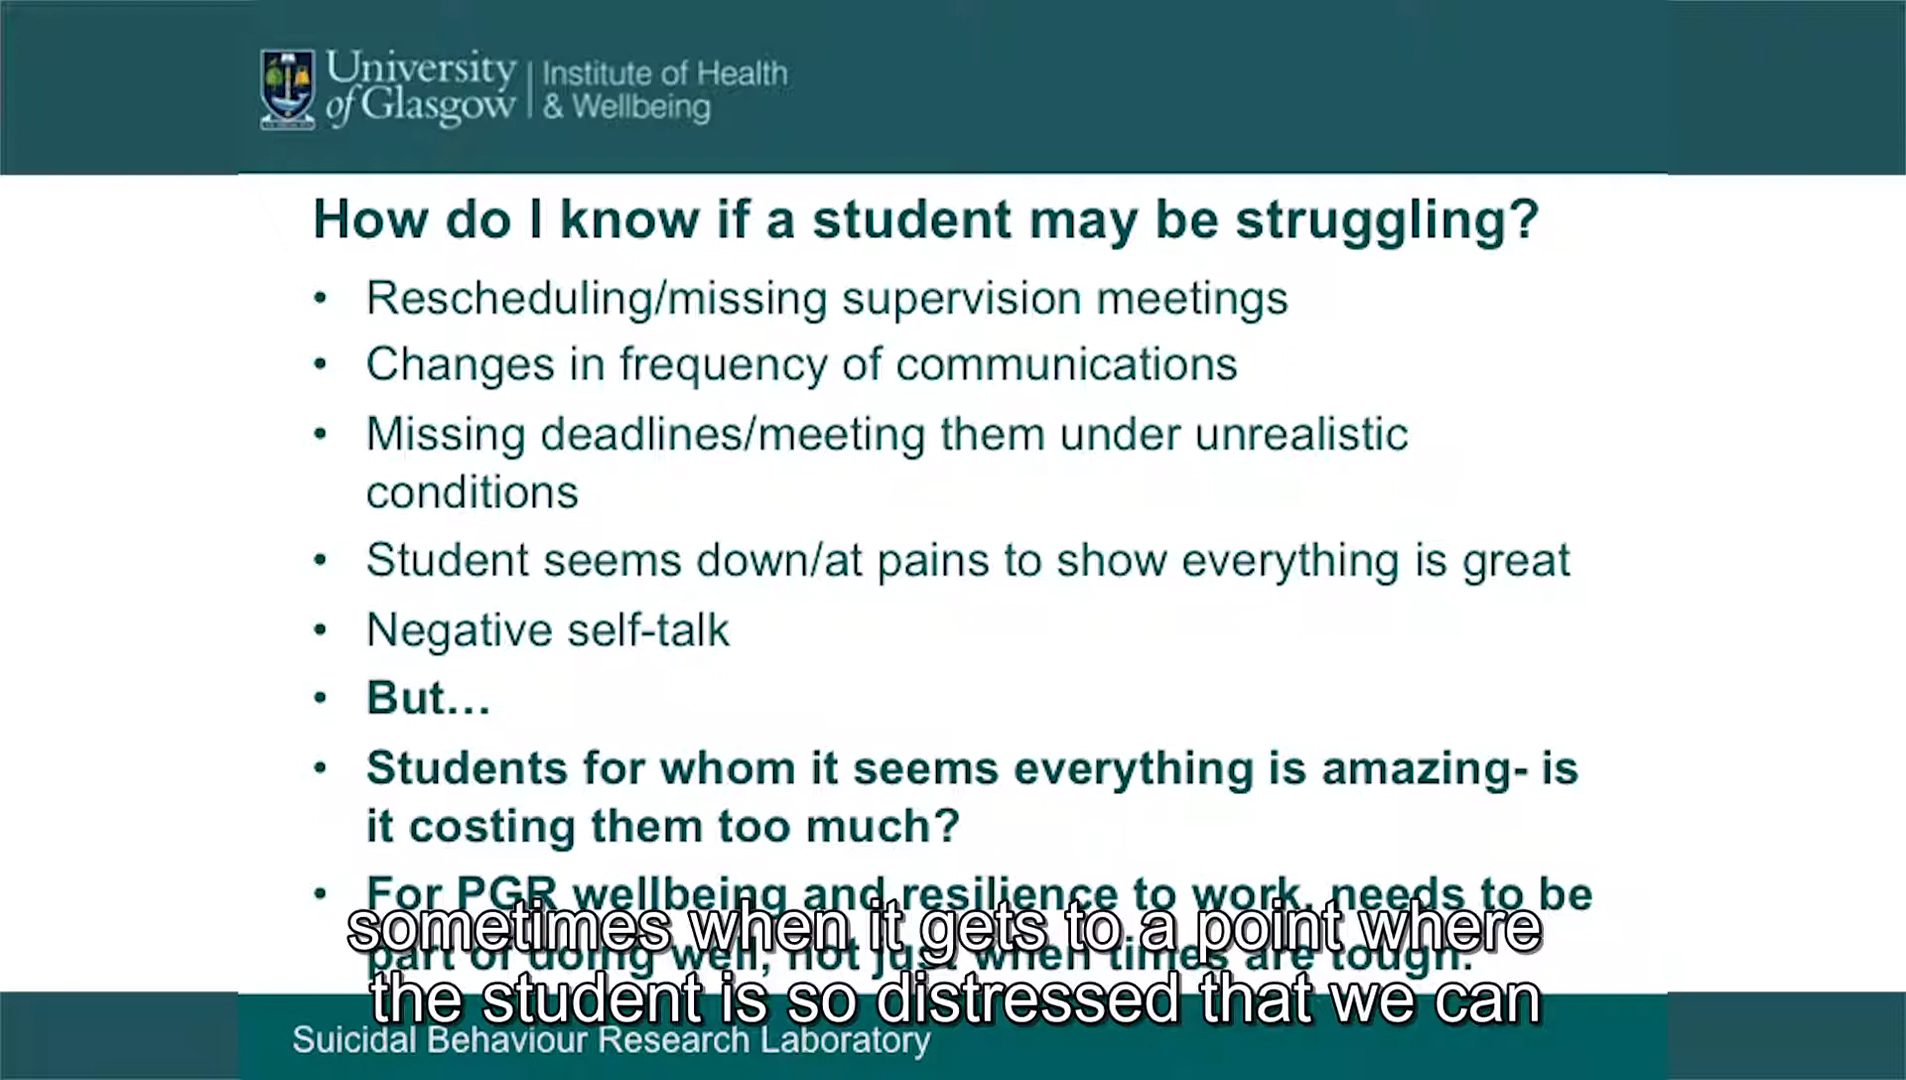 University
of Glasgow
Institute of Health
& Wellbeing
How do I know if a student may be struggling?
• Rescheduling/missing supervision meetings
• Changes in frequency of communications
• Missing deadlines/meeting them under unrealistic
conditions
• Student seems down/at pains to show everything is great
• Negative self-talk
• But...
• Students for whom it seems everything is amazing- is
it costing them too much?
• For PGR wellbeing and resilience to work, needs to be
part of doing well, not just when times are tough.
sometimes when it gets to a point where
the student is so distressed that we can
Suicidal Behaviour Research Laboratory